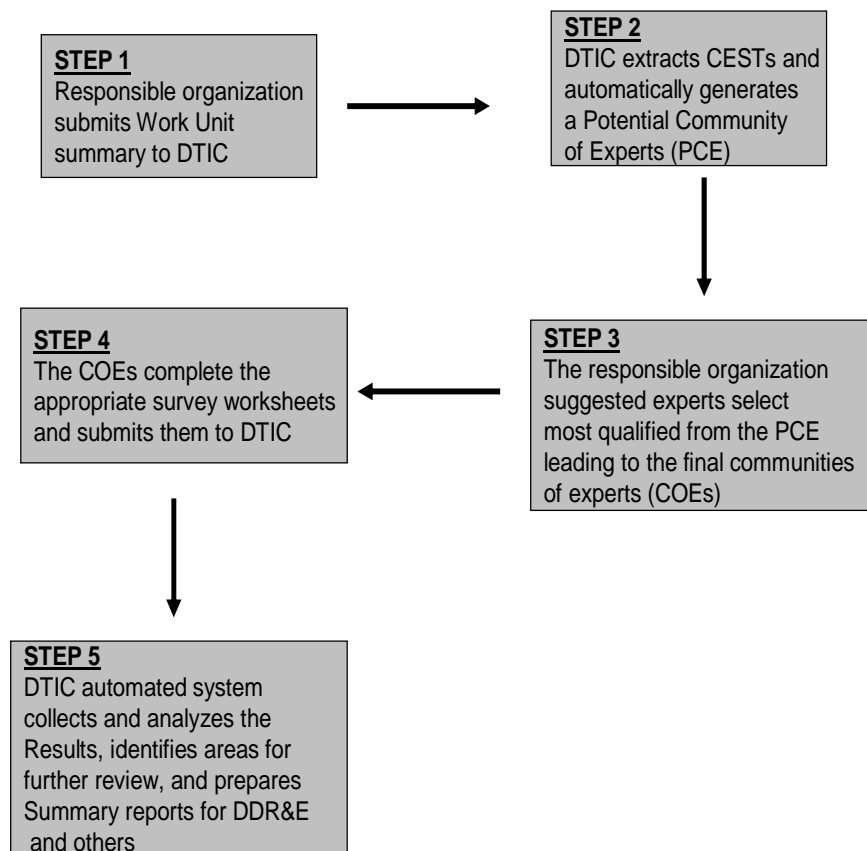 STEP 1
Responsible organization
submits Work Unit
summary to DTIC
STEP 2
DTIC extracts CESTs and
automatically generates
a Potential Community
of Experts (PCE)
STEP 3
The responsible organization
suggested experts select
most qualified from the PCE
leading to the final communities
of experts (COEs)
STEP 4
The COEs complete the
appropriate survey worksheets
and submits them to DTIC
STEP 5
DTIC automated system
collects and analyzes the
Results, identifies areas for
further review, and prepares
Summary reports for DDR&E
and others